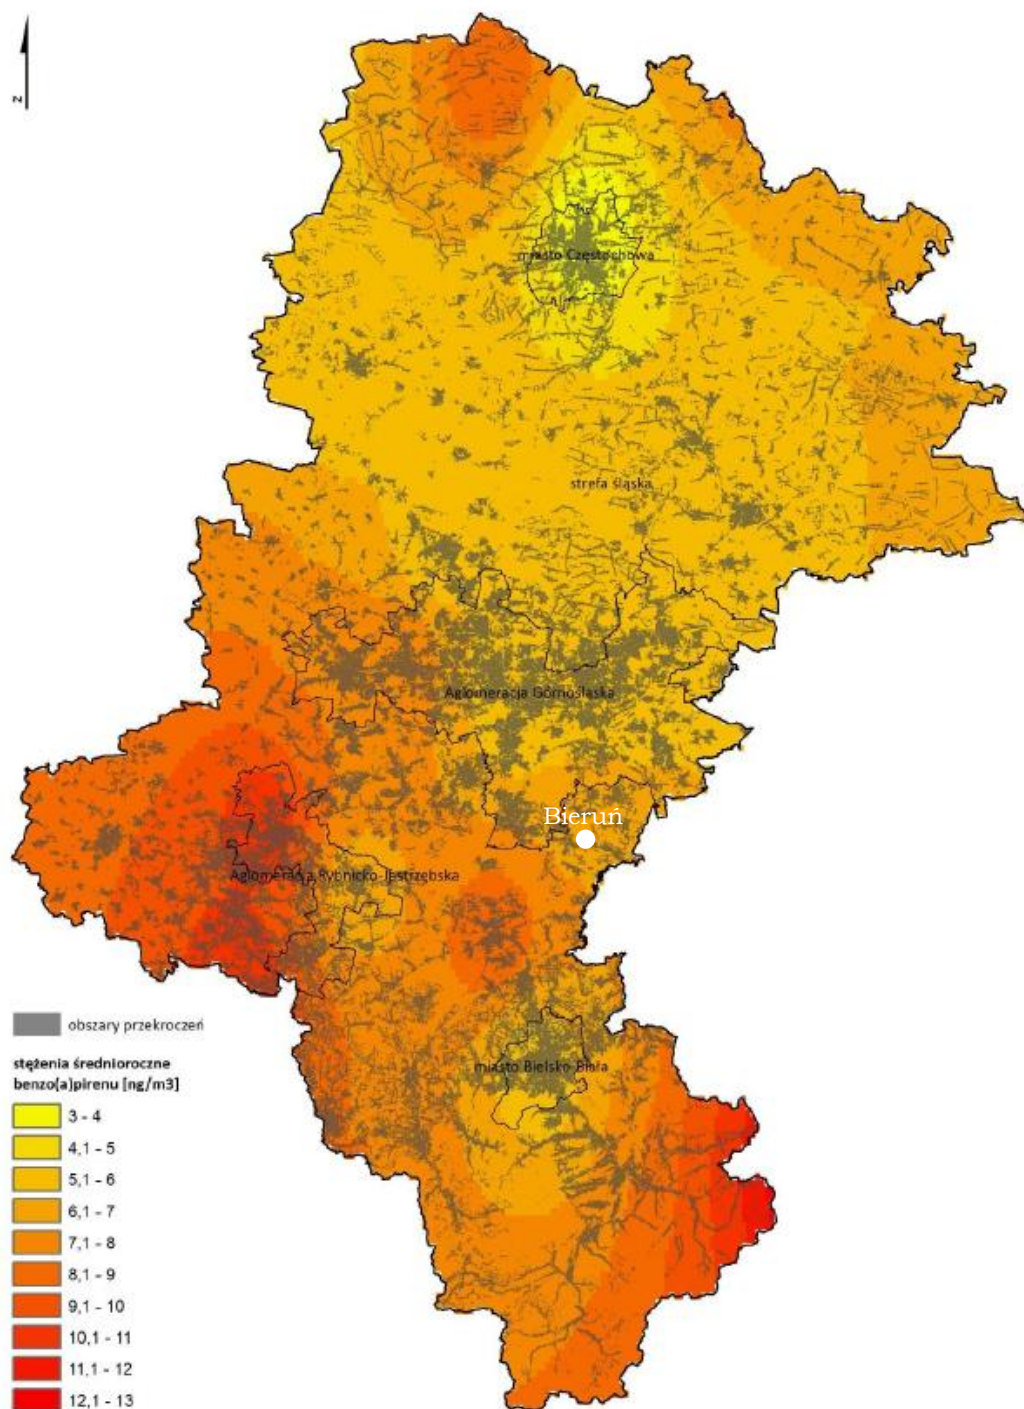 z
miasto Częstochowa
strefa śląska
Aglomeracja Górnośląska
Bieruń
Aglomeracja Rybnicko-Jastrzębska
miasto Bielsko-Biała
obszary przekroczeń
stężenia średnioroczne
benzo(a)pirenu [ng/m3]
3 - 4
4,1 - 5
5,1 - 6
6,1 - 7
7,1 - 8
8,1 - 9
9,1 - 10
10,1 - 11
11,1 - 12
12,1 - 13